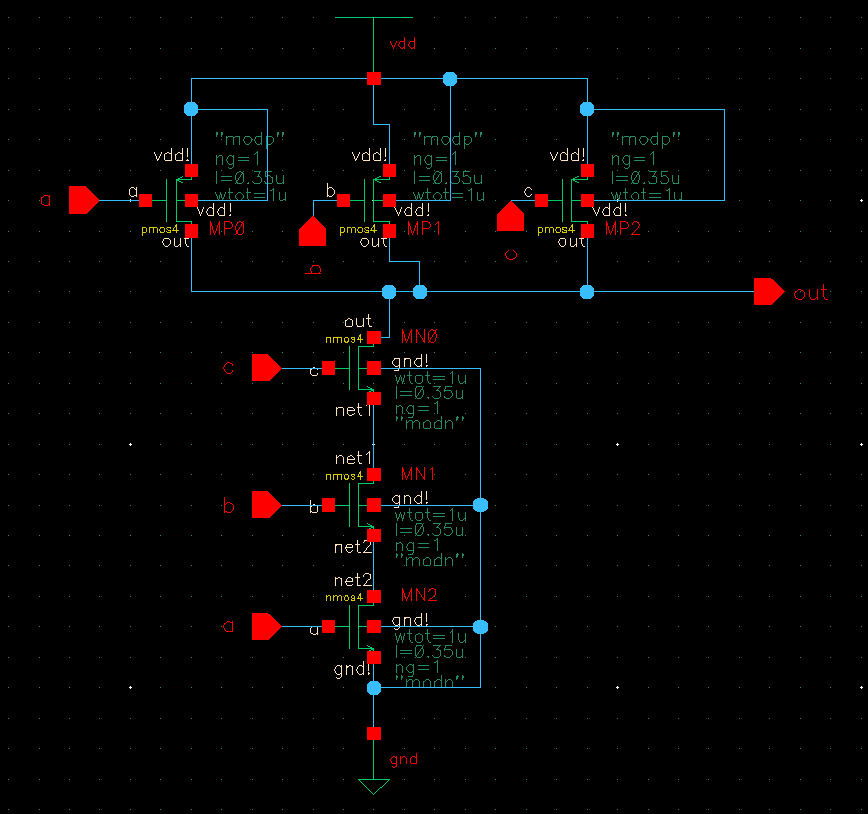 vdd
"modp"
ng=1
l=0.35u
wtot=1u
vdd!
a
a
vdd!
pmos4
MP0
out
"modp"
ng=1
l=0.35u
wtot=1u
vdd!
b
vdd!
pmos4
MP1
out
b
"modp"
ng=1
l=0.35u
wtot=1u
vdd!
c
vdd!
pmos4
MP2
out
c
out
out
nmos4
MN0
c
c
gnd!
wtot=1u
l=0.35u
ng=1
"modn"
net1
net1
nmos4
MN1
b
b
gnd!
wtot=1u
l=0.35u
ng=1
"modn"
net2
net2
nmos4
MN2
a
a
gnd!
wtot=1u
l=0.35u
ng=1
"modn"
gnd!
gnd